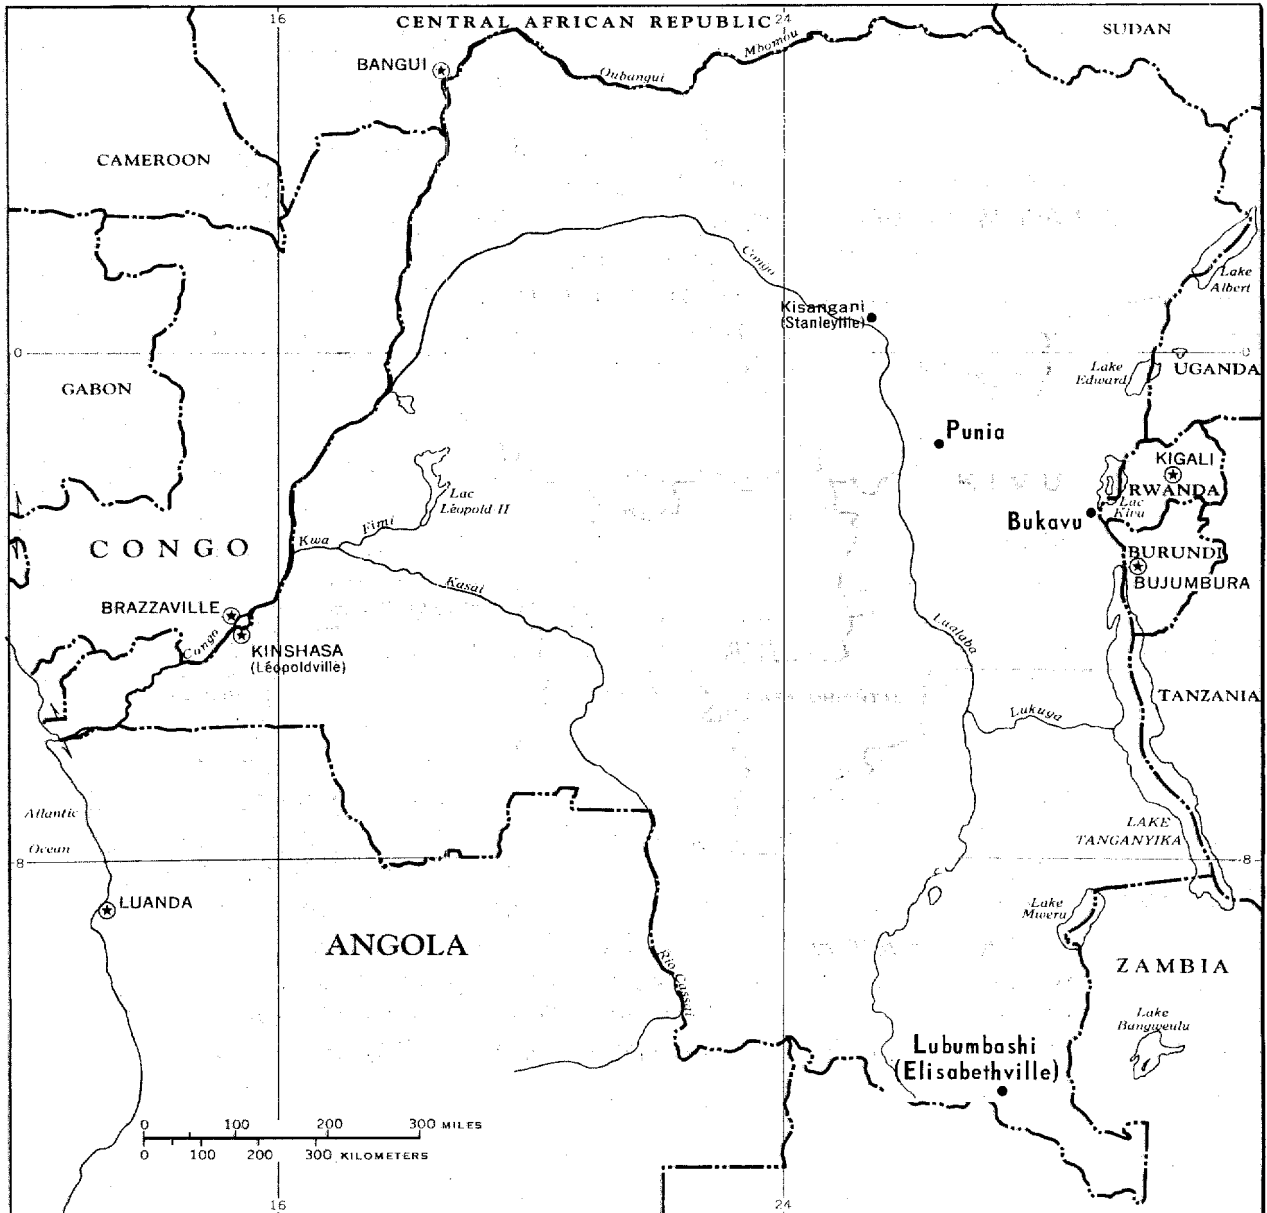 16
CENTRAL AFRICAN REPUBLIC
24
SUDAN
BANGUI
Oubangui
Mbomou
CAMEROON
Congo
Lake
Albert
Kisangani
(Stanleyville)
0
0
GABON
Lake
Edward
UGANDA
Punia
KIGALI
RWANDA
Lac
Kivu
Lac
Léopold II
Fimi
Kwa
Bukavu
CONGO
Kasai
BURUNDI
BUJUMBURA
BRAZZAVILLE
Congo
KINSHASA
(Léopoldville)
Lualaba
TANZANIA
Lukuga
Atlantic
Ocean
LAKE
TANGANYIKA
8
8
LUANDA
Lake
Mweru
ANGOLA
Rio Cassai
ZAMBIA
Lake
Bangweulu
Lubumbashi
(Elisabethville)
0 100 200 300 MILES
0 100 200 300 KILOMETERS
16
24